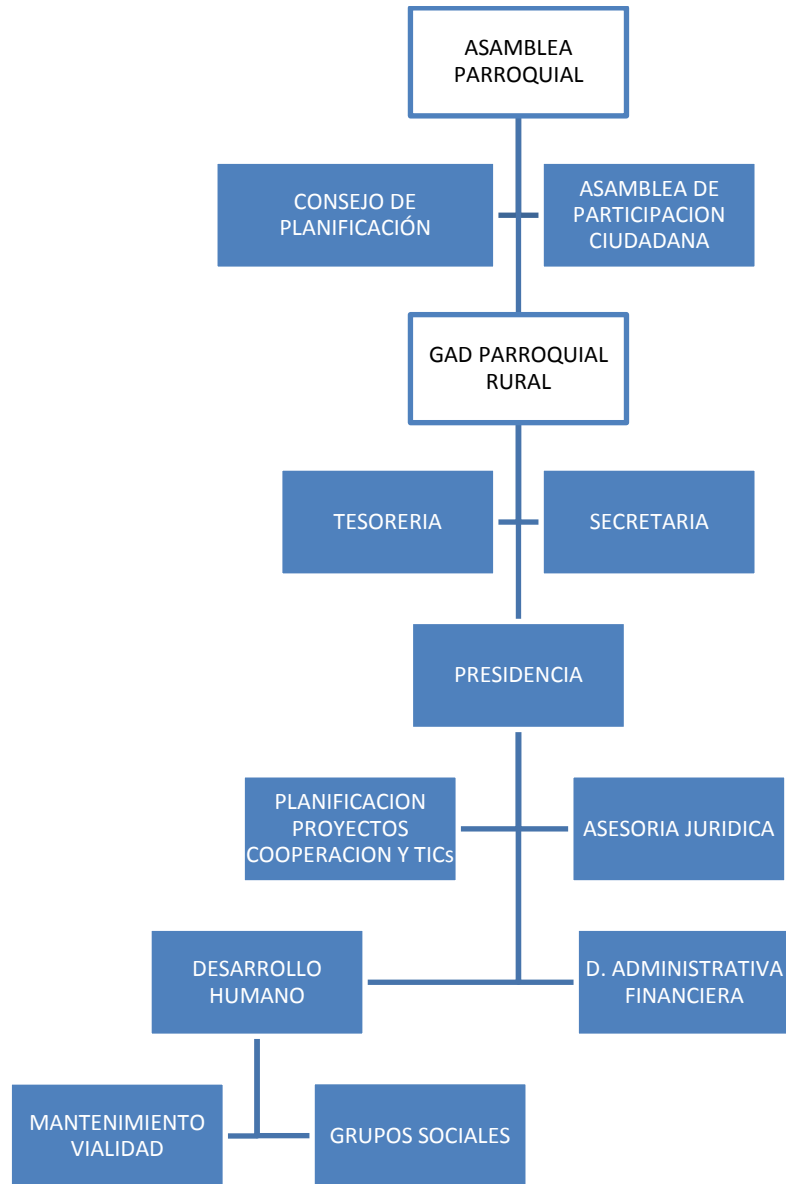 ASAMBLEA
PARROQUIAL
CONSEJO DE
PLANIFICACIÓN
ASAMBLEA DE
PARTICIPACION
CIUDADANA
GAD PARROQUIAL
RURAL
TESORERIA
SECRETARIA
PRESIDENCIA
PLANIFICACION
PROYECTOS
COOPERACION Y TICs
ASESORIA JURIDICA
DESARROLLO
HUMANO
D. ADMINISTRATIVA
FINANCIERA
MANTENIMIENTO
VIALIDAD
GRUPOS SOCIALES